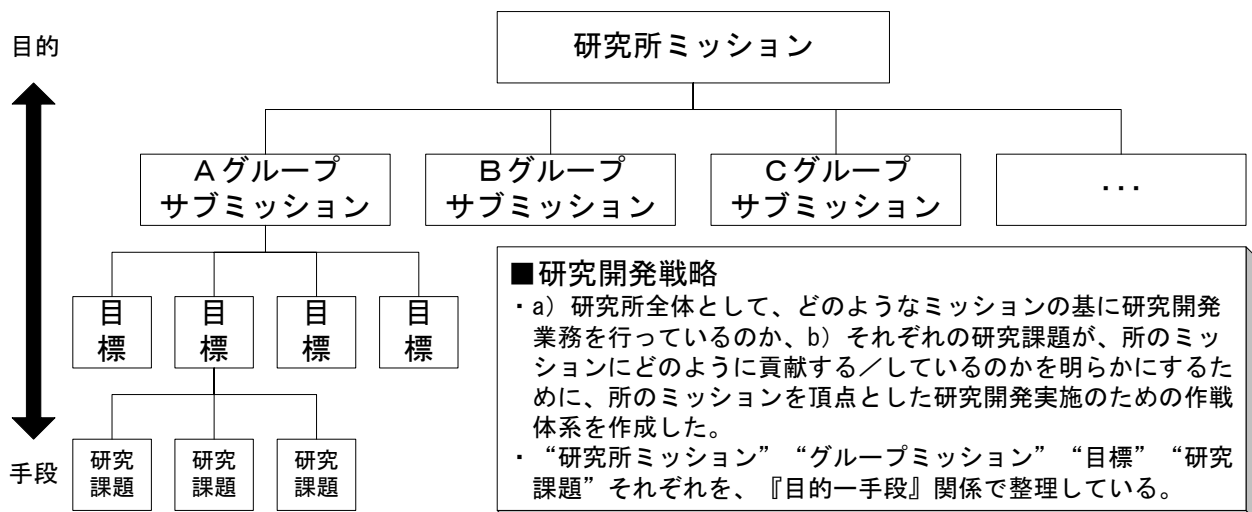 目的
研究所ミッション
Aグループ
サブミッション
Bグループ
サブミッション
Cグループ
サブミッション
・・・
目
標
目
標
目
標
目
標
研究
課題
研究
課題
研究
課題
手段
■研究開発戦略
・a）研究所全体として、どのようなミッションの基に研究開発
業務を行っているのか、b）それぞれの研究課題が、所のミッ
ションにどのように貢献する／しているのかを明らかにするた
めに、所のミッションを頂点とした研究開発実施のための作戦
体系を作成した。
・“研究所ミッション”“グループミッション”“目標”“研究
課題”それぞれを、『目的―手段』関係で整理している。